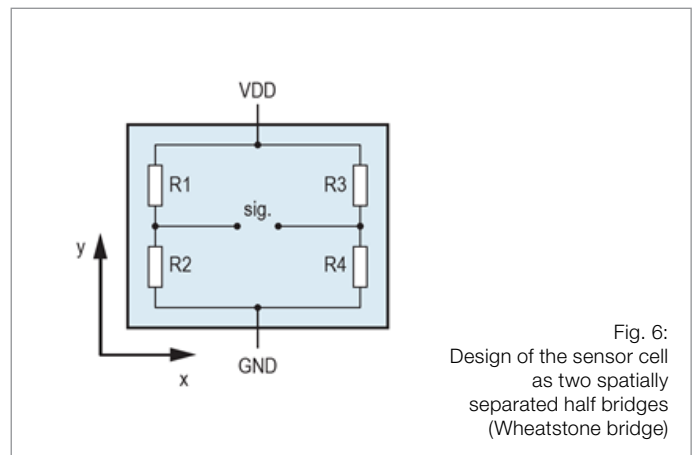 VDD
R1
R3
sig.
R2
R4
y
x
GND
Fig. 6:
Design of the sensor cell
as two spatially
separated half bridges
(Wheatstone bridge)